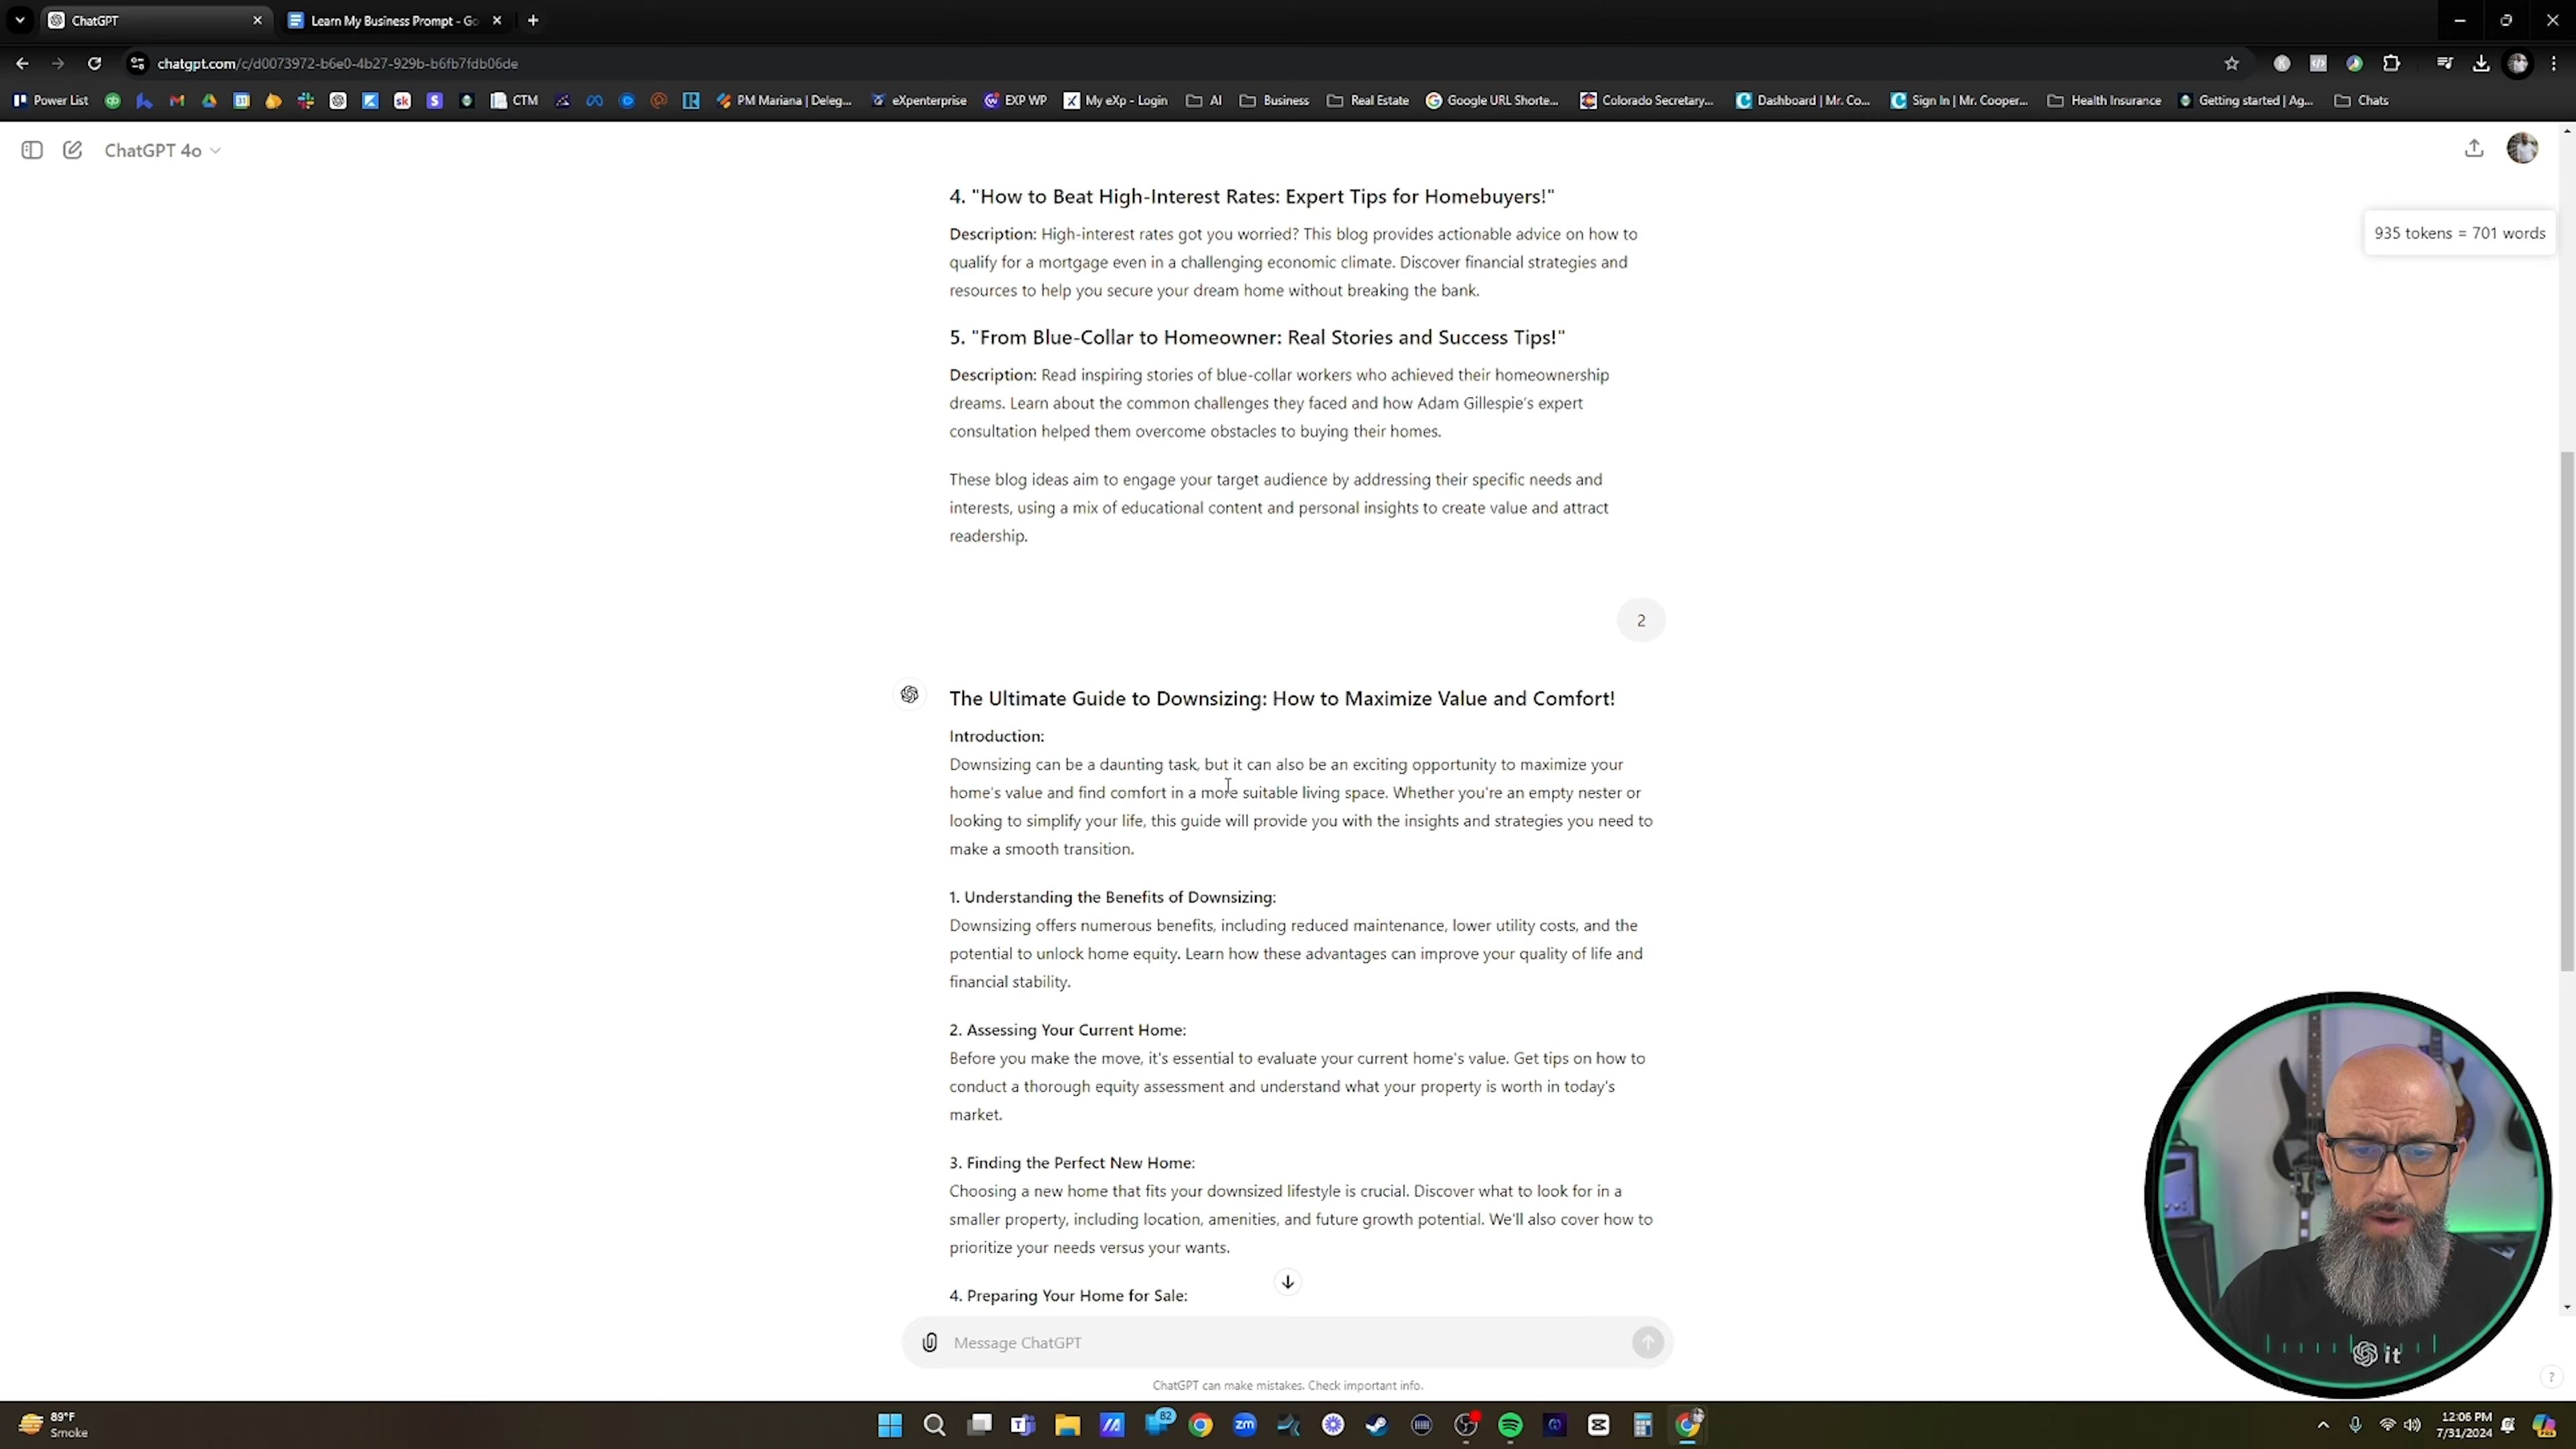 ChatGPT
Learn My Business Prompt - Go
chatgpt.com/c/d0073972-b6e0-4b27-929b-b6fb7fdb06de
Power List
CTM
PM Mariana | Deleg...
eXpenterprise
EXP WP
My eXp - Login
AI
Business
Real Estate
Google URL Shorte...
Colorado Secretary...
Dashboard | Mr. Co...
Sign In | Mr. Cooper...
Health Insurance
Getting started | Ag...
Chats
ChatGPT 4o
935 tokens = 701 words
4. "How to Beat High-Interest Rates: Expert Tips for Homebuyers!"
Description: High-interest rates got you worried? This blog provides actionable advice on how to
qualify for a mortgage even in a challenging economic climate. Discover financial strategies and
resources to help you secure your dream home without breaking the bank.
5. "From Blue-Collar to Homeowner: Real Stories and Success Tips!"
Description: Read inspiring stories of blue-collar workers who achieved their homeownership
dreams. Learn about the common challenges they faced and how Adam Gillespie's expert
consultation helped them overcome obstacles to buying their homes.
These blog ideas aim to engage your target audience by addressing their specific needs and
interests, using a mix of educational content and personal insights to create value and attract
readership.
2
The Ultimate Guide to Downsizing: How to Maximize Value and Comfort!
Introduction:
Downsizing can be a daunting task, but it can also be an exciting opportunity to maximize your
home's value and find comfort in a more suitable living space. Whether you're an empty nester or
looking to simplify your life, this guide will provide you with the insights and strategies you need to
make a smooth transition.
1. Understanding the Benefits of Downsizing:
Downsizing offers numerous benefits, including reduced maintenance, lower utility costs, and the
potential to unlock home equity. Learn how these advantages can improve your quality of life and
financial stability.
2. Assessing Your Current Home:
Before you make the move, it's essential to evaluate your current home's value. Get tips on how to
conduct a thorough equity assessment and understand what your property is worth in today's
market.
3. Finding the Perfect New Home:
Choosing a new home that fits your downsized lifestyle is crucial. Discover what to look for in a
smaller property, including location, amenities, and future growth potential. We'll also cover how to
prioritize your needs versus your wants.
4. Preparing Your Home for Sale:
Message ChatGPT
ChatGPT can make mistakes. Check important info.
?
it
89°F
Smoke
82
zm
12:06 PM
7/31/2024